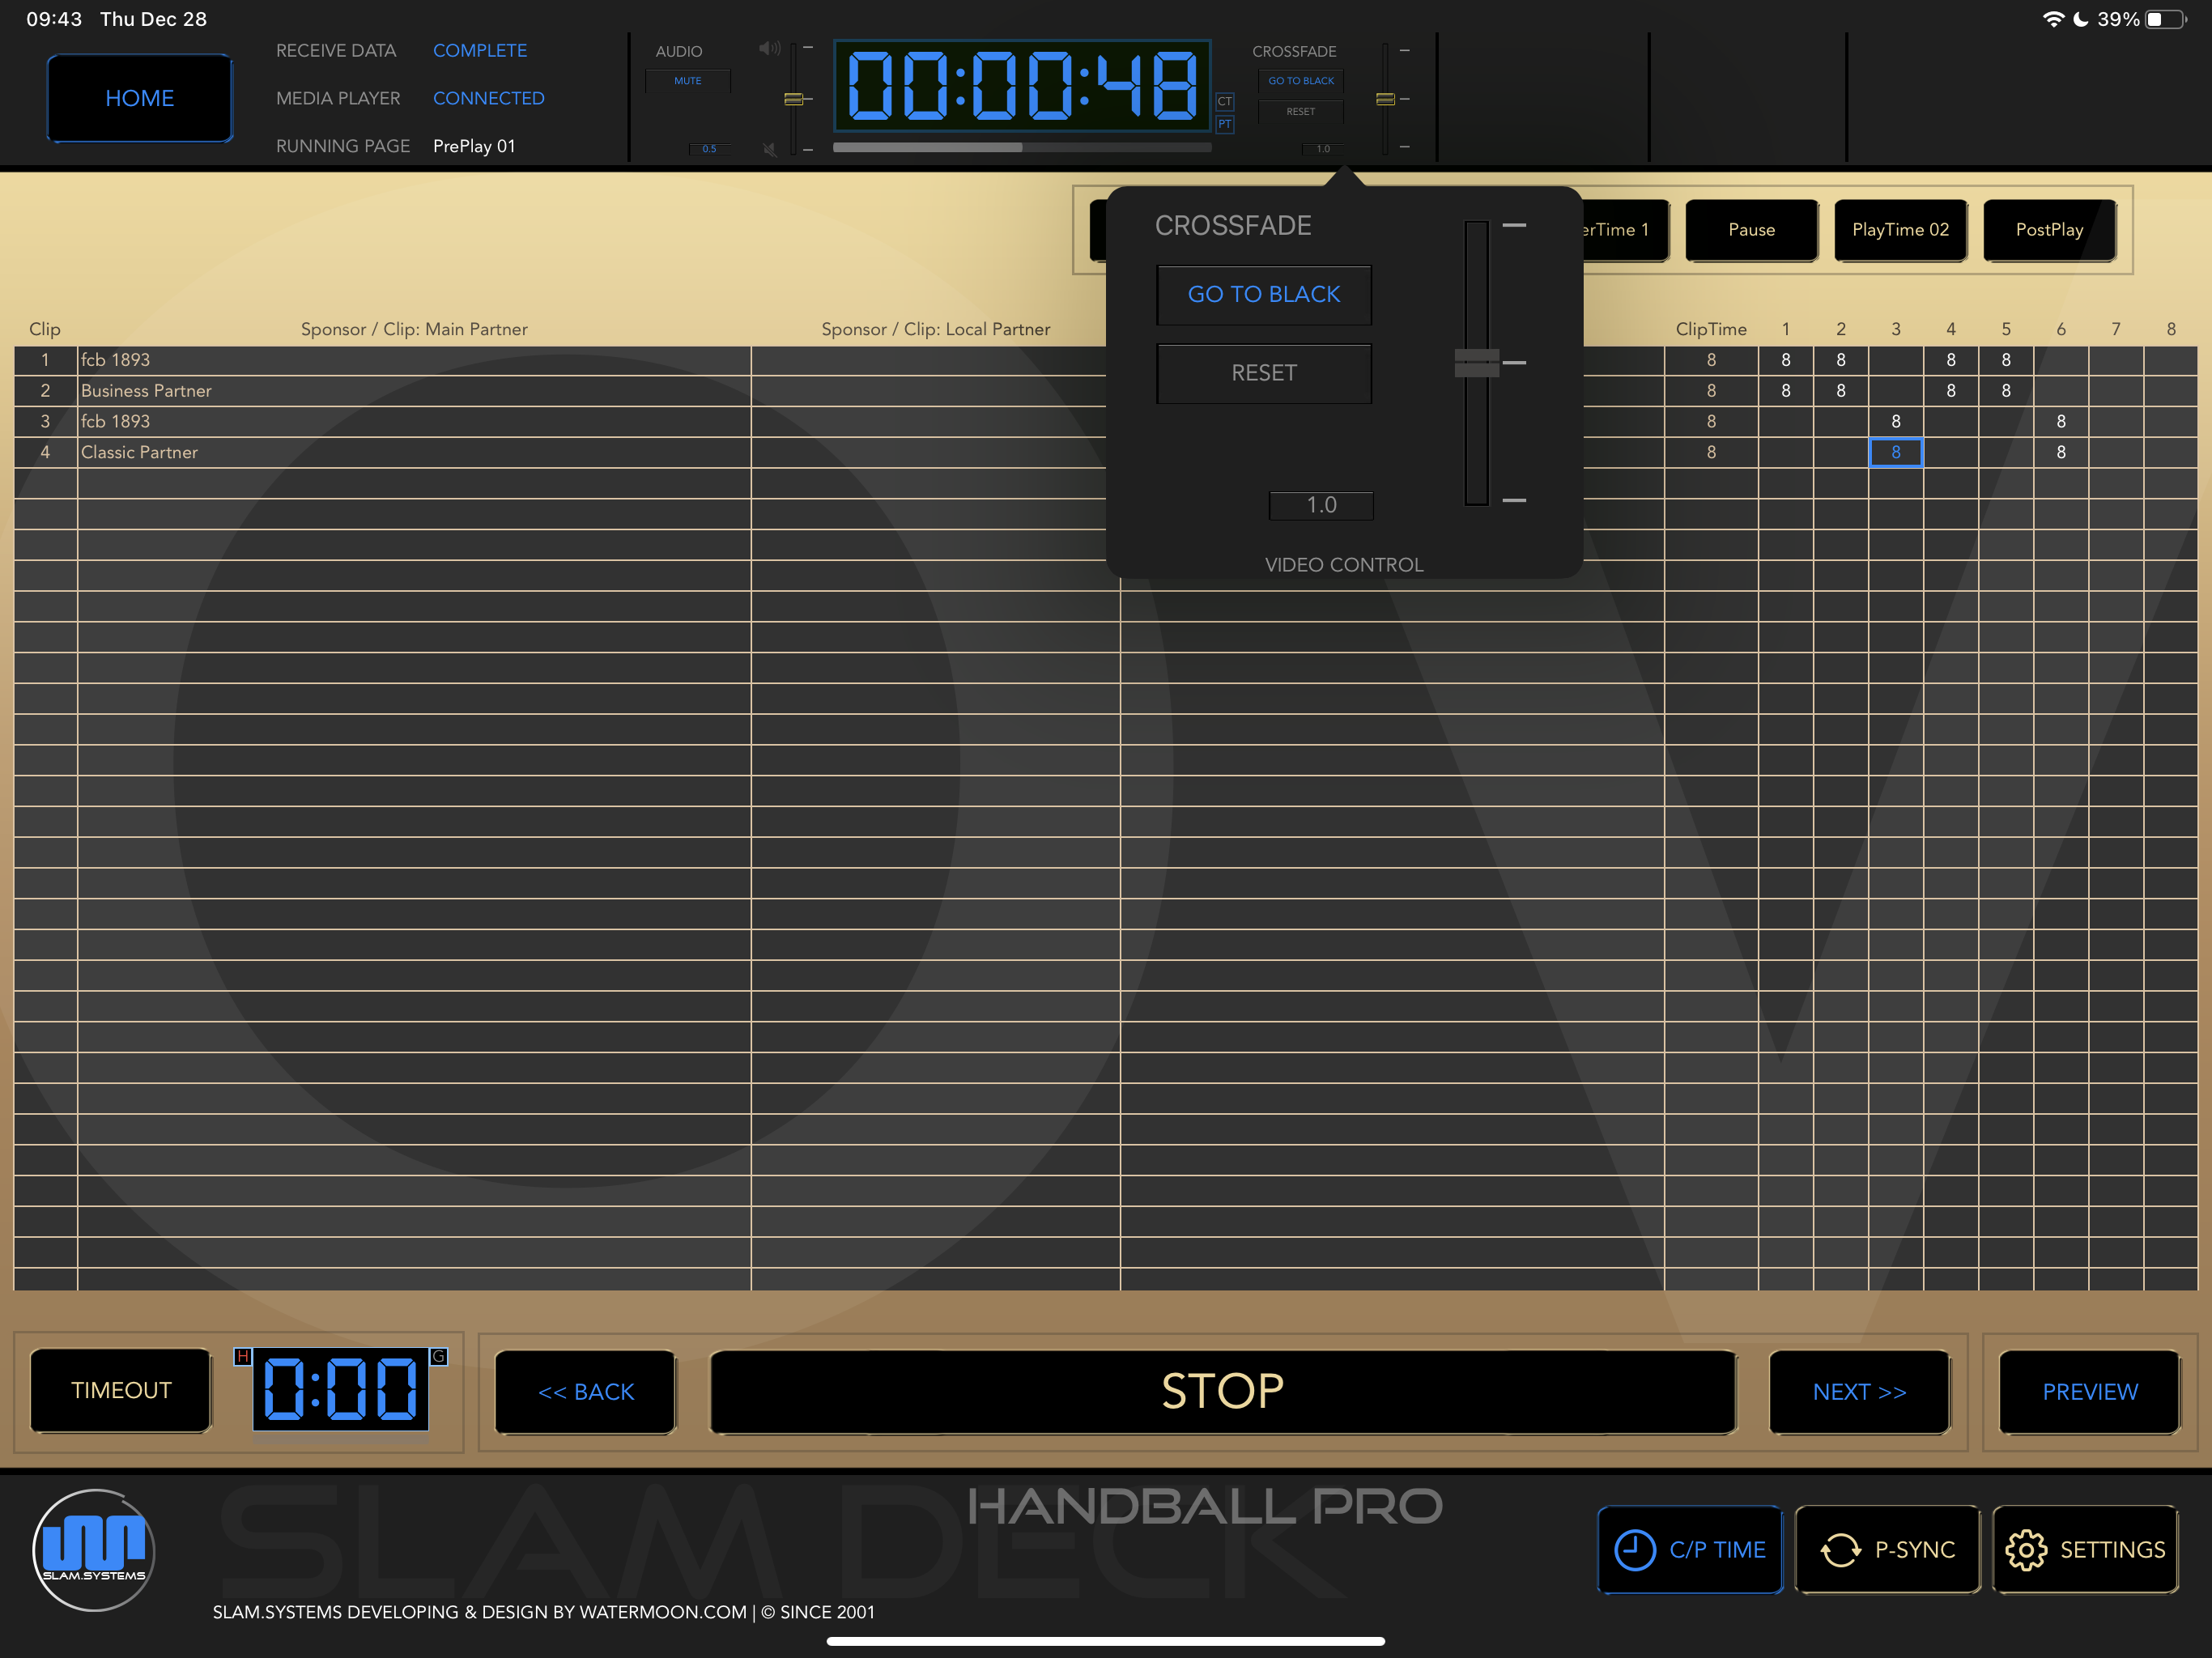 09:43 Thu Dec 28
39%
HOME
RECEIVE DATA COMPLETE
MEDIA PLAYER CONNECTED
RUNNING PAGE PrePlay 01
AUDIO
MUTE
0.5
00:00:48
CT
PT
CROSSFADE
GO TO BLACK
RESET
1.0
CROSSFADE
GO TO BLACK
RESET
1.0
VIDEO CONTROL
erTime 1
Pause
PlayTime 02
PostPlay
Clip Sponsor / Clip: Main Partner Sponsor / Clip: Local Partner ClipTime 1 2 3 4 5 6 7 8
1 fcb 1893 8 8 8 8 8
2 Business Partner 8 8 8 8 8
3 fcb 1893 8 8 8
4 Classic Partner 8 8 8
TIMEOUT
H
0:00
G
<< BACK
STOP
NEXT >>
PREVIEW
SLAM.SYSTEMS
SLAM DECK
HANDBALL PRO
SLAM.SYSTEMS DEVELOPING & DESIGN BY WATERMOON.COM | © SINCE 2001
C/P TIME
P-SYNC
SETTINGS